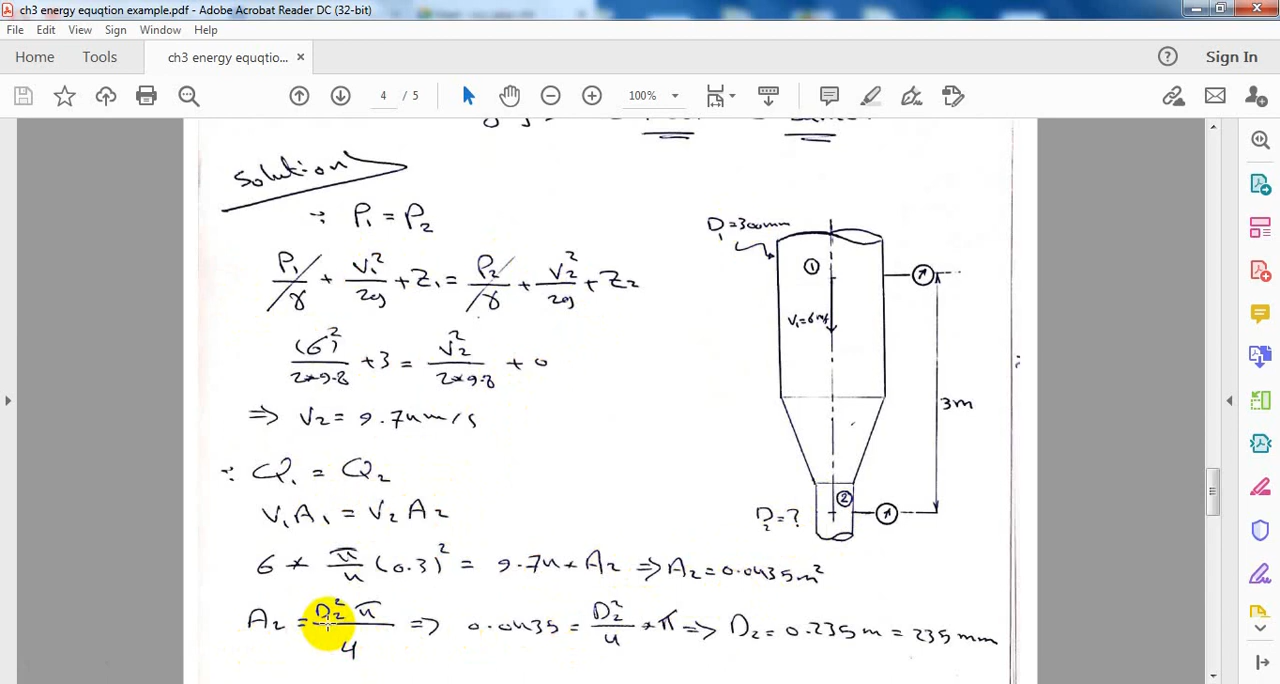 ch3 energy equqtion example.pdf - Adobe Acrobat Reader DC (32-bit)
File Edit View Sign Window Help
Home Tools ch3 energy equqtio... × ? Sign In
4 / 5 100%
Solution
∵ P₁ = P₂
P₁/γ + V₁²/2g + Z₁ = P₂/γ + V₂²/2g + Z₂
(6)²/2*9.8 + 3 = V₂²/2*9.8 + 0
⇒ V₂ = 9.74 m/s
∵ Q₁ = Q₂
V₁A₁ = V₂A₂
6 * π/4 (0.3)² = 9.74 * A₂ ⇒ A₂ = 0.0435 m²
A₂ = D₂² π/4 ⇒ 0.0435 = D₂²/4 * π ⇒ D₂ = 0.235 m = 235 mm
D₁=300mm
①
V₁=6 m/s
3m
②
D₂=?